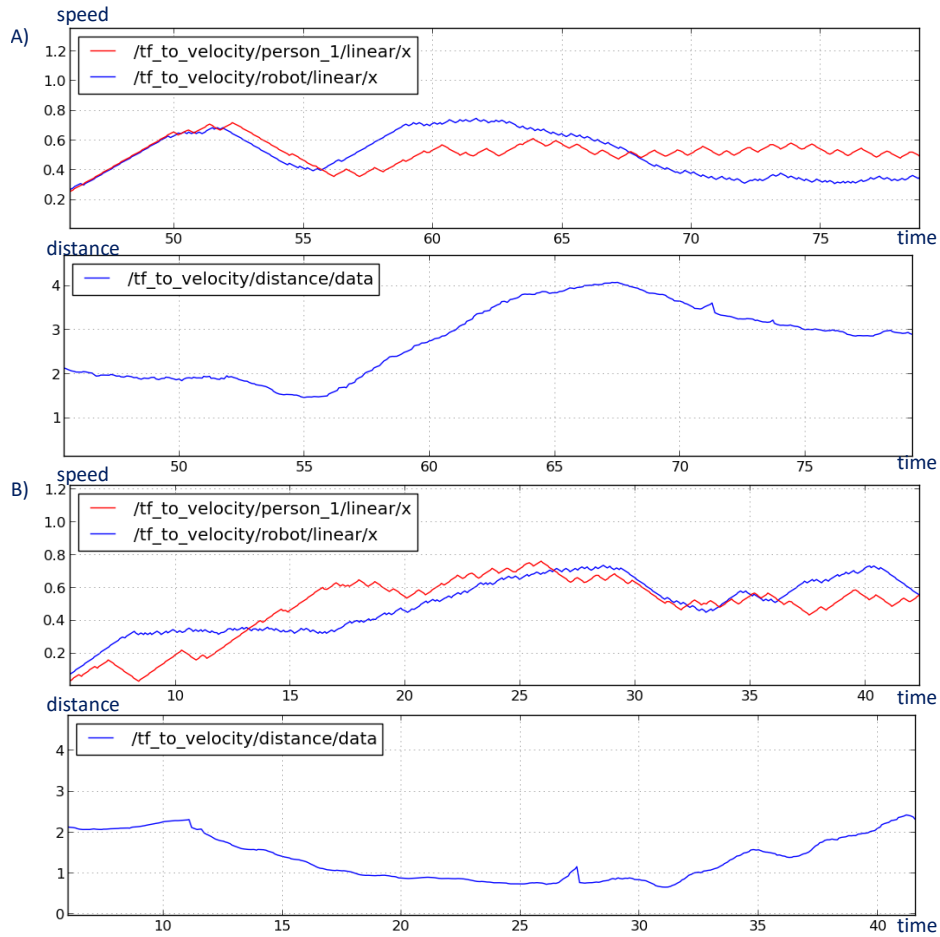 speed
A)
/tf_to_velocity/person_1/linear/x
/tf_to_velocity/robot/linear/x
1.2
1.0
0.8
0.6
0.4
0.2
50 55 60 65 70 75
time
distance
/tf_to_velocity/distance/data
4
3
2
1
50 55 60 65 70 75
time
speed
B)
/tf_to_velocity/person_1/linear/x
/tf_to_velocity/robot/linear/x
1.2
1.0
0.8
0.6
0.4
0.2
10 15 20 25 30 35 40
time
distance
/tf_to_velocity/distance/data
4
3
2
1
0
10 15 20 25 30 35 40
time